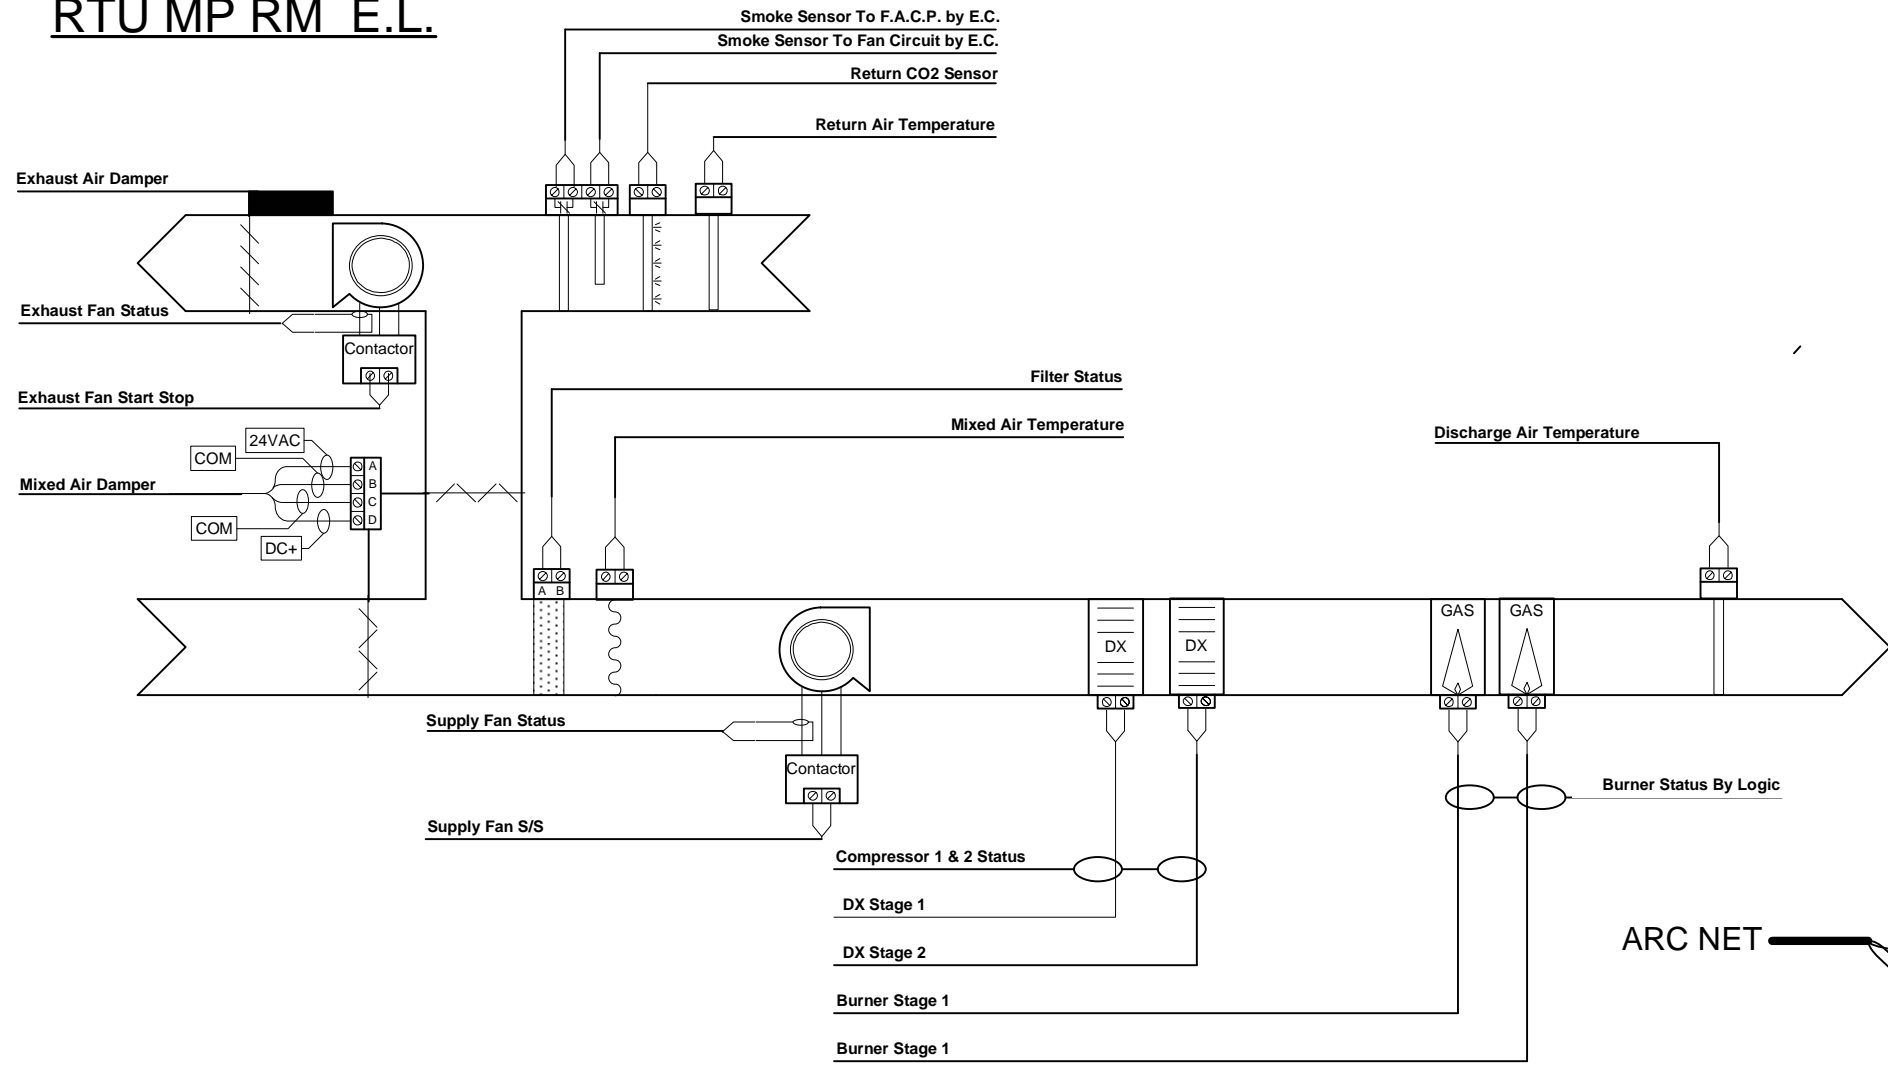 RTU MP RM E.L.
Smoke Sensor To F.A.C.P. by E.C.
Smoke Sensor To Fan Circuit by E.C.
Return CO2 Sensor
Return Air Temperature
Exhaust Air Damper
Exhaust Fan Status
Contactor
Exhaust Fan Start Stop
Filter Status
Mixed Air Temperature
Discharge Air Temperature
24VAC
COM
A
B
Mixed Air Damper
C
D
COM
DC+
A B
GAS
GAS
DX
DX
Supply Fan Status
Contactor
Supply Fan S/S
Burner Status By Logic
Compressor 1 & 2 Status
DX Stage 1
DX Stage 2
ARC NET
Burner Stage 1
Burner Stage 1